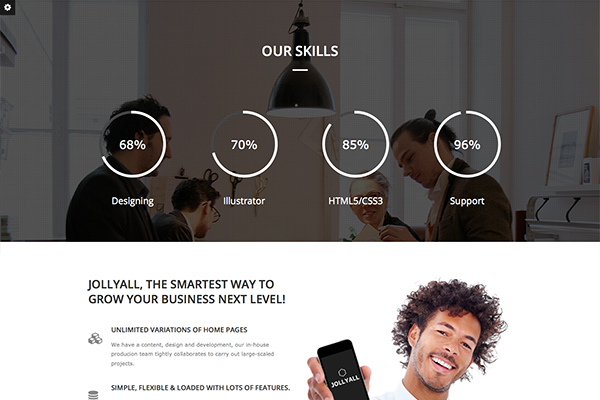 OUR SKILLS
68%
70%
85%
96%
Designing
Illustrator
HTML5/CSS3
Support
JOLLYALL, THE SMARTEST WAY TO
GROW YOUR BUSINESS NEXT LEVEL!
UNLIMITED VARIATIONS OF HOME PAGES
We have a content, design and development, our in-house
production team tightly collaborates to carry out large-scaled
projects.
JOLLYALL
SIMPLE, FLEXIBLE & LOADED WITH LOTS OF FEATURES.